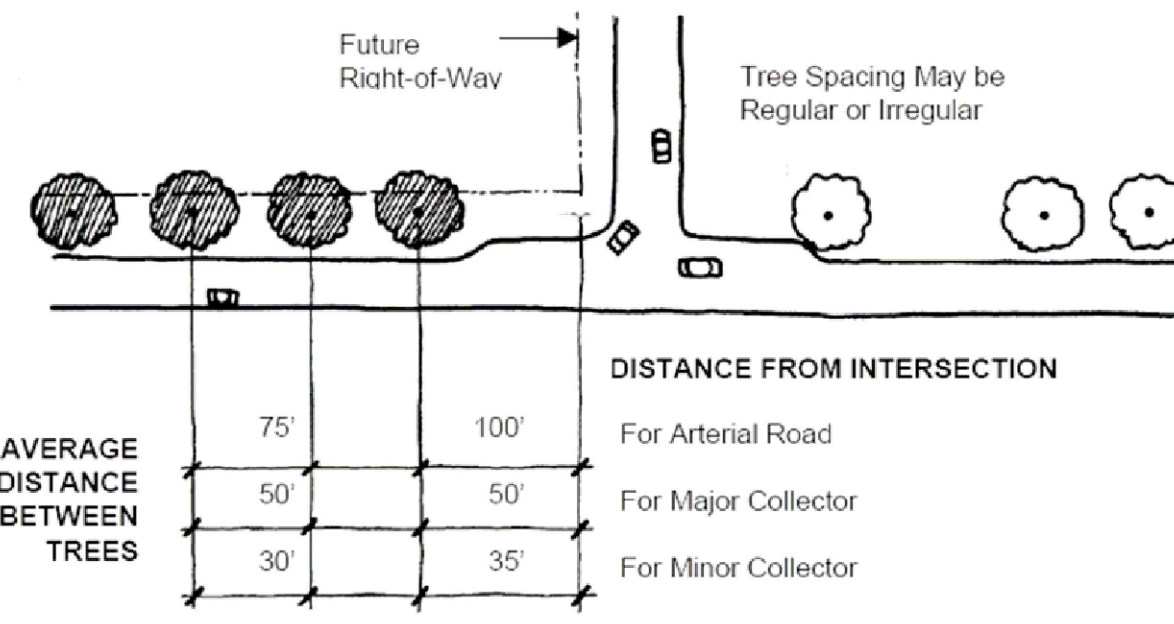 Future
Right-of-Way
Tree Spacing May be
Regular or Irregular
DISTANCE FROM INTERSECTION
75'
100'
For Arterial Road
AVERAGE
DISTANCE
BETWEEN
TREES
50'
50'
For Major Collector
30'
35'
For Minor Collector